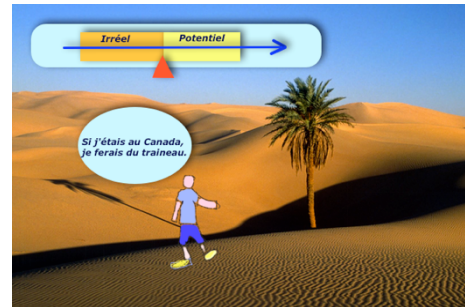 Irréel Potentiel
Si j'étais au Canada,
je ferais du traineau.